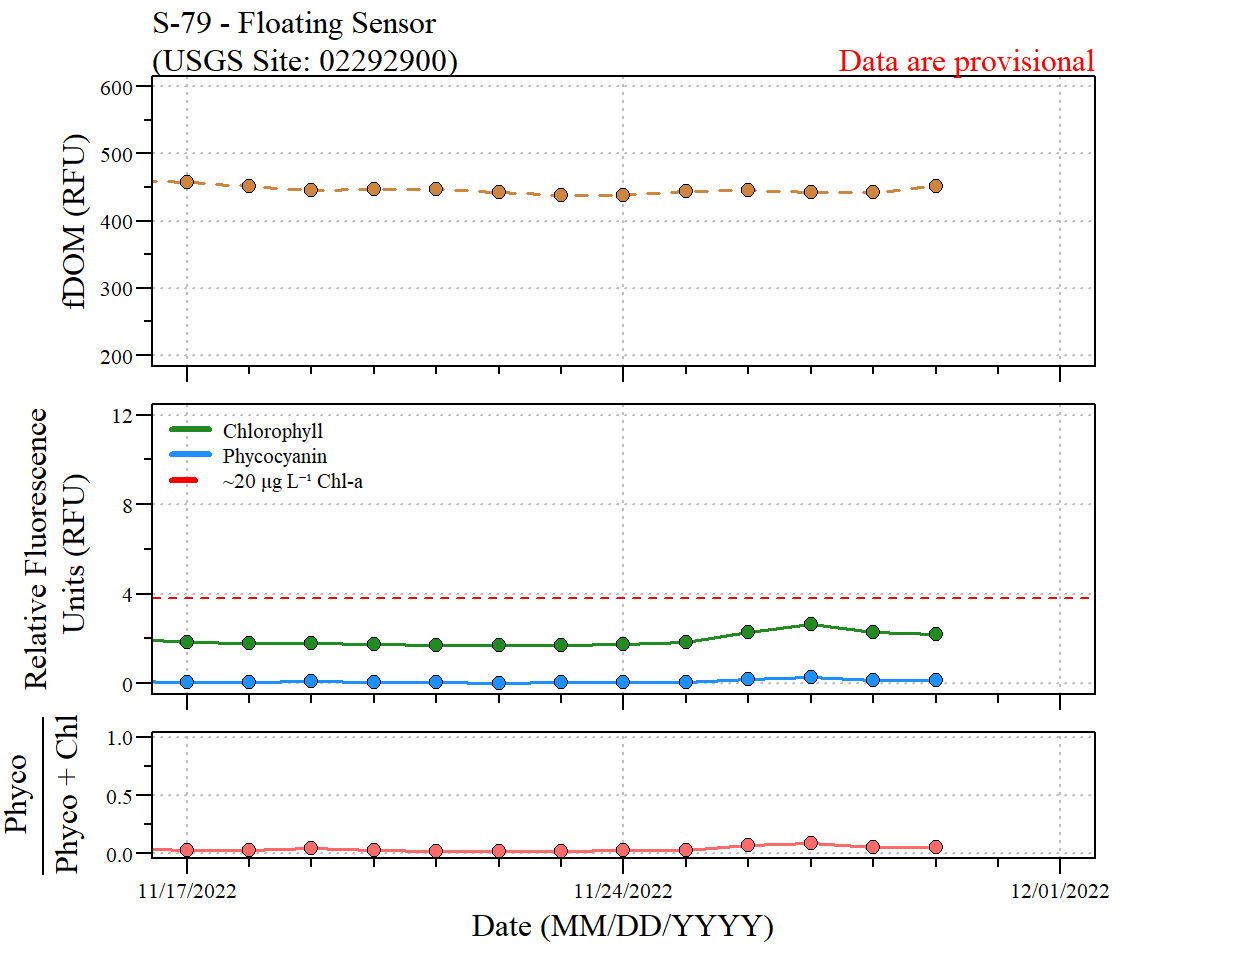 S-79 - Floating Sensor
(USGS Site: 02292900)
Data are provisional
fDOM (RFU)
600
500
400
300
200
Relative Fluorescence
Units (RFU)
12
8
4
0
Chlorophyll
Phycocyanin
~20 μg L⁻¹ Chl-a
Phyco
Phyco + Chl
1.0
0.5
0.0
11/17/2022
11/24/2022
12/01/2022
Date (MM/DD/YYYY)